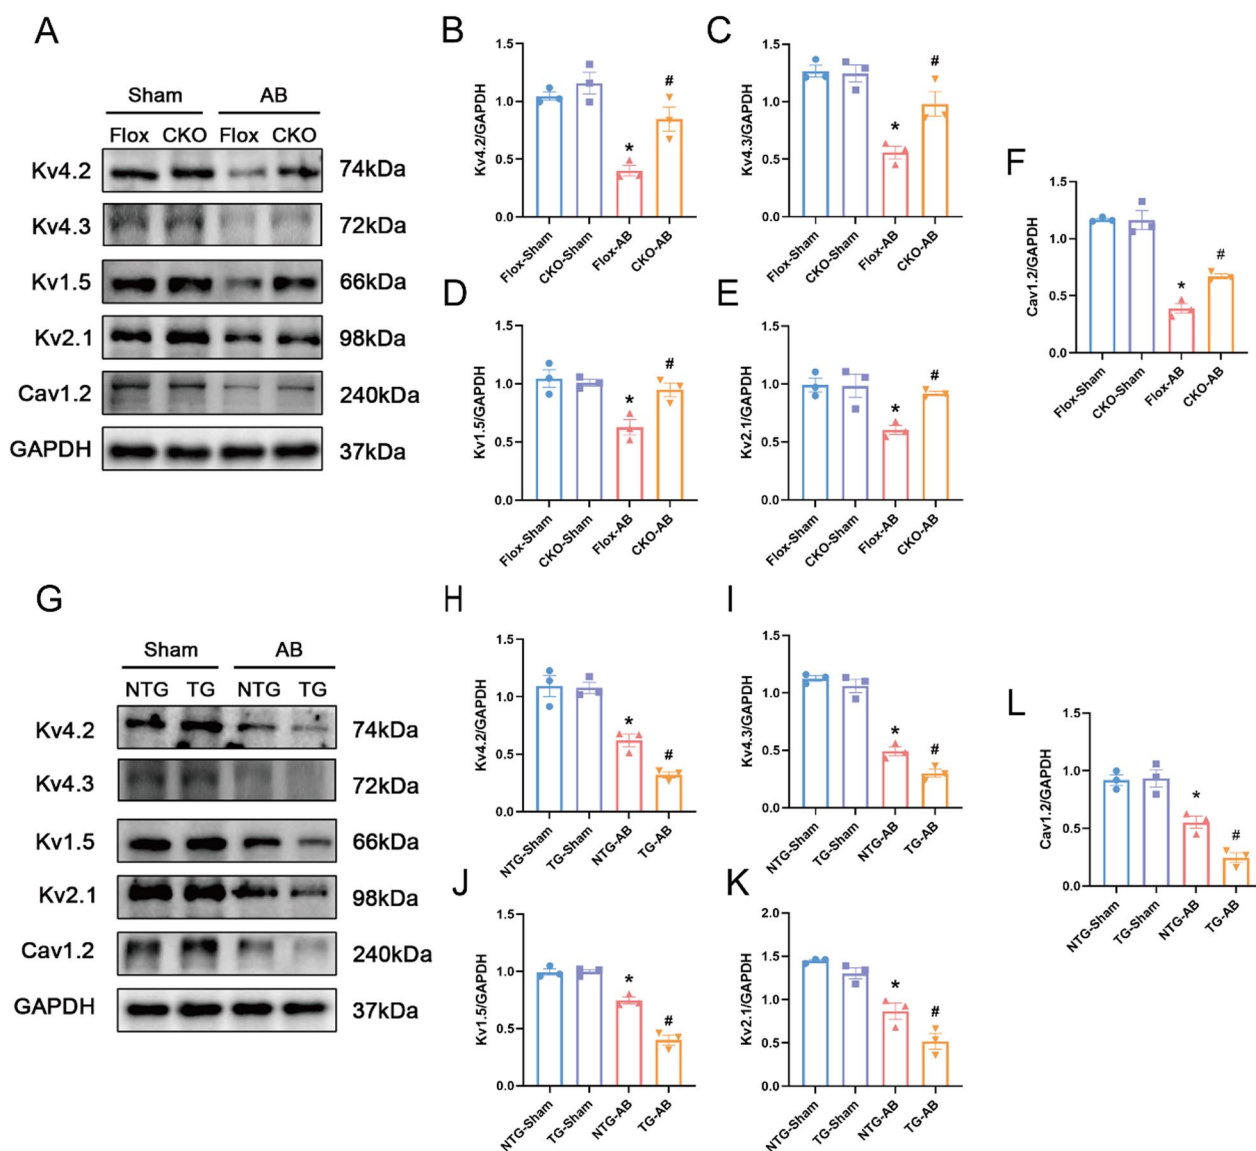 A
Sham AB
Flox CKO Flox CKO
Kv4.2 74kDa
Kv4.3 72kDa
Kv1.5 66kDa
Kv2.1 98kDa
Cav1.2 240kDa
GAPDH 37kDa
B
Kv4.2/GAPDH
1.5
1.0
0.5
0.0
* #
Flox-Sham CKO-Sham Flox-AB CKO-AB
C
Kv4.3/GAPDH
1.5
1.0
0.5
0.0
* #
Flox-Sham CKO-Sham Flox-AB CKO-AB
D
Kv1.5/GAPDH
1.5
1.0
0.5
0.0
* #
Flox-Sham CKO-Sham Flox-AB CKO-AB
E
Kv2.1/GAPDH
1.5
1.0
0.5
0.0
* #
Flox-Sham CKO-Sham Flox-AB CKO-AB
F
Cav1.2/GAPDH
1.5
1.0
0.5
0.0
* #
Flox-Sham CKO-Sham Flox-AB CKO-AB
G
Sham AB
NTG TG NTG TG
Kv4.2 74kDa
Kv4.3 72kDa
Kv1.5 66kDa
Kv2.1 98kDa
Cav1.2 240kDa
GAPDH 37kDa
H
Kv4.2/GAPDH
1.5
1.0
0.5
0.0
* #
NTG-Sham TG-Sham NTG-AB TG-AB
I
Kv4.3/GAPDH
1.5
1.0
0.5
0.0
* #
NTG-Sham TG-Sham NTG-AB TG-AB
J
Kv1.5/GAPDH
1.5
1.0
0.5
0.0
* #
NTG-Sham TG-Sham NTG-AB TG-AB
K
Kv2.1/GAPDH
2.0
1.5
1.0
0.5
0.0
* #
NTG-Sham TG-Sham NTG-AB TG-AB
L
Cav1.2/GAPDH
1.5
1.0
0.5
0.0
* #
NTG-Sham TG-Sham NTG-AB TG-AB